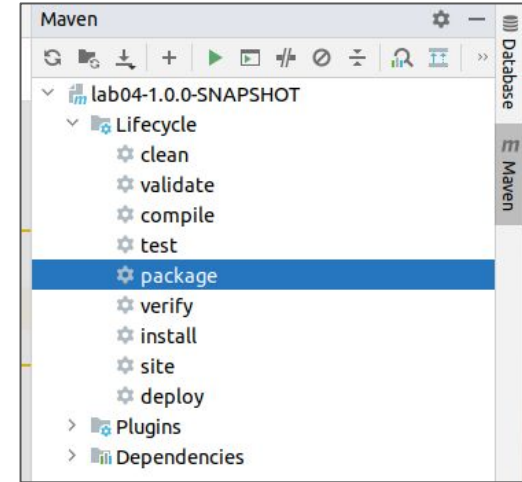 Maven
lab04-1.0.0-SNAPSHOT
Lifecycle
clean
validate
compile
test
package
verify
install
site
deploy
Plugins
Dependencies
Database
m Maven